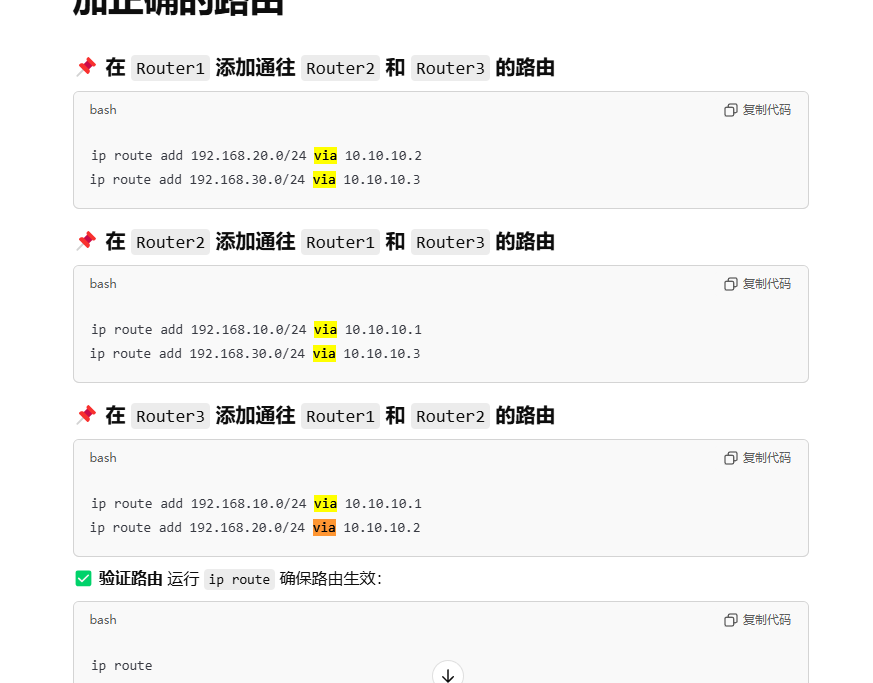 加正确的路由
📌 在 Router1 添加通往 Router2 和 Router3 的路由
bash
复制代码
ip route add 192.168.20.0/24 via 10.10.10.2
ip route add 192.168.30.0/24 via 10.10.10.3
📌 在 Router2 添加通往 Router1 和 Router3 的路由
bash
复制代码
ip route add 192.168.10.0/24 via 10.10.10.1
ip route add 192.168.30.0/24 via 10.10.10.3
📌 在 Router3 添加通往 Router1 和 Router2 的路由
bash
复制代码
ip route add 192.168.10.0/24 via 10.10.10.1
ip route add 192.168.20.0/24 via 10.10.10.2
✅ 验证路由 运行 ip route 确保路由生效：
bash
复制代码
ip route